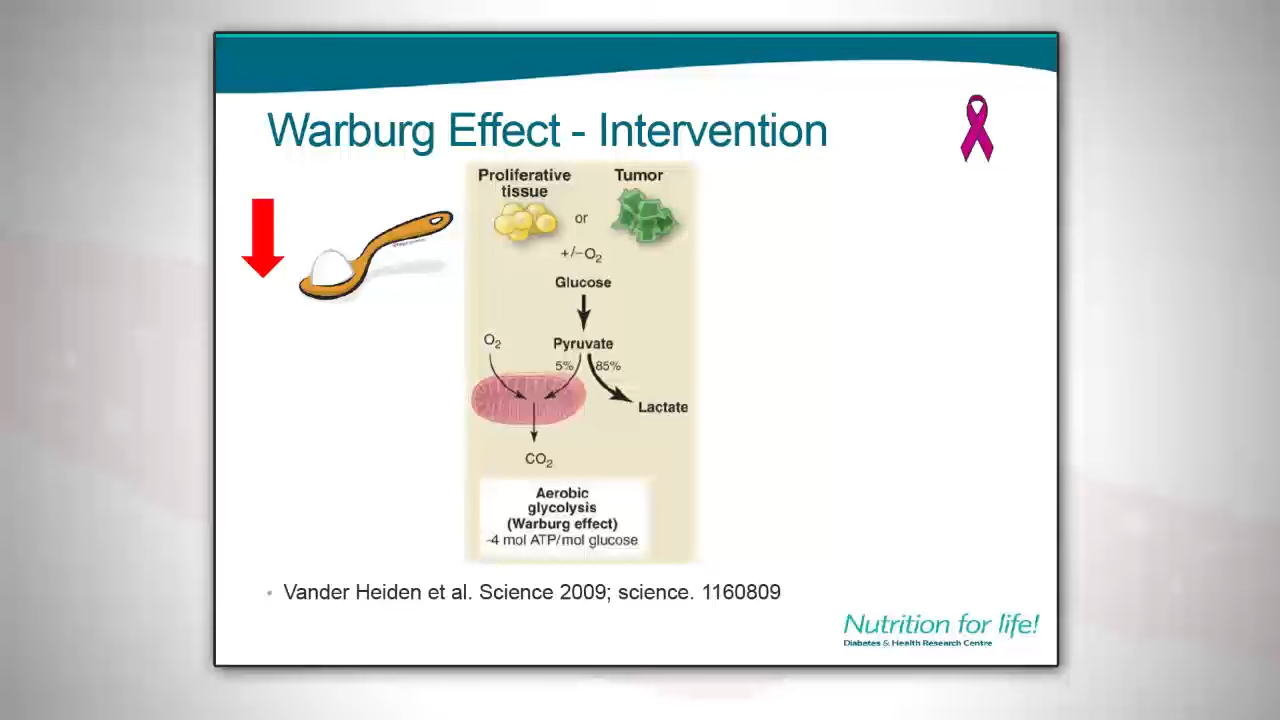 Warburg Effect - Intervention
Proliferative
tissue
Tumor
or
+/−O₂
Glucose
O₂
Pyruvate
5%
85%
Lactate
CO₂
Aerobic
glycolysis
(Warburg effect)
-4 mol ATP/mol glucose
• Vander Heiden et al. Science 2009; science. 1160809
Nutrition for life!
Diabetes & Health Research Centre